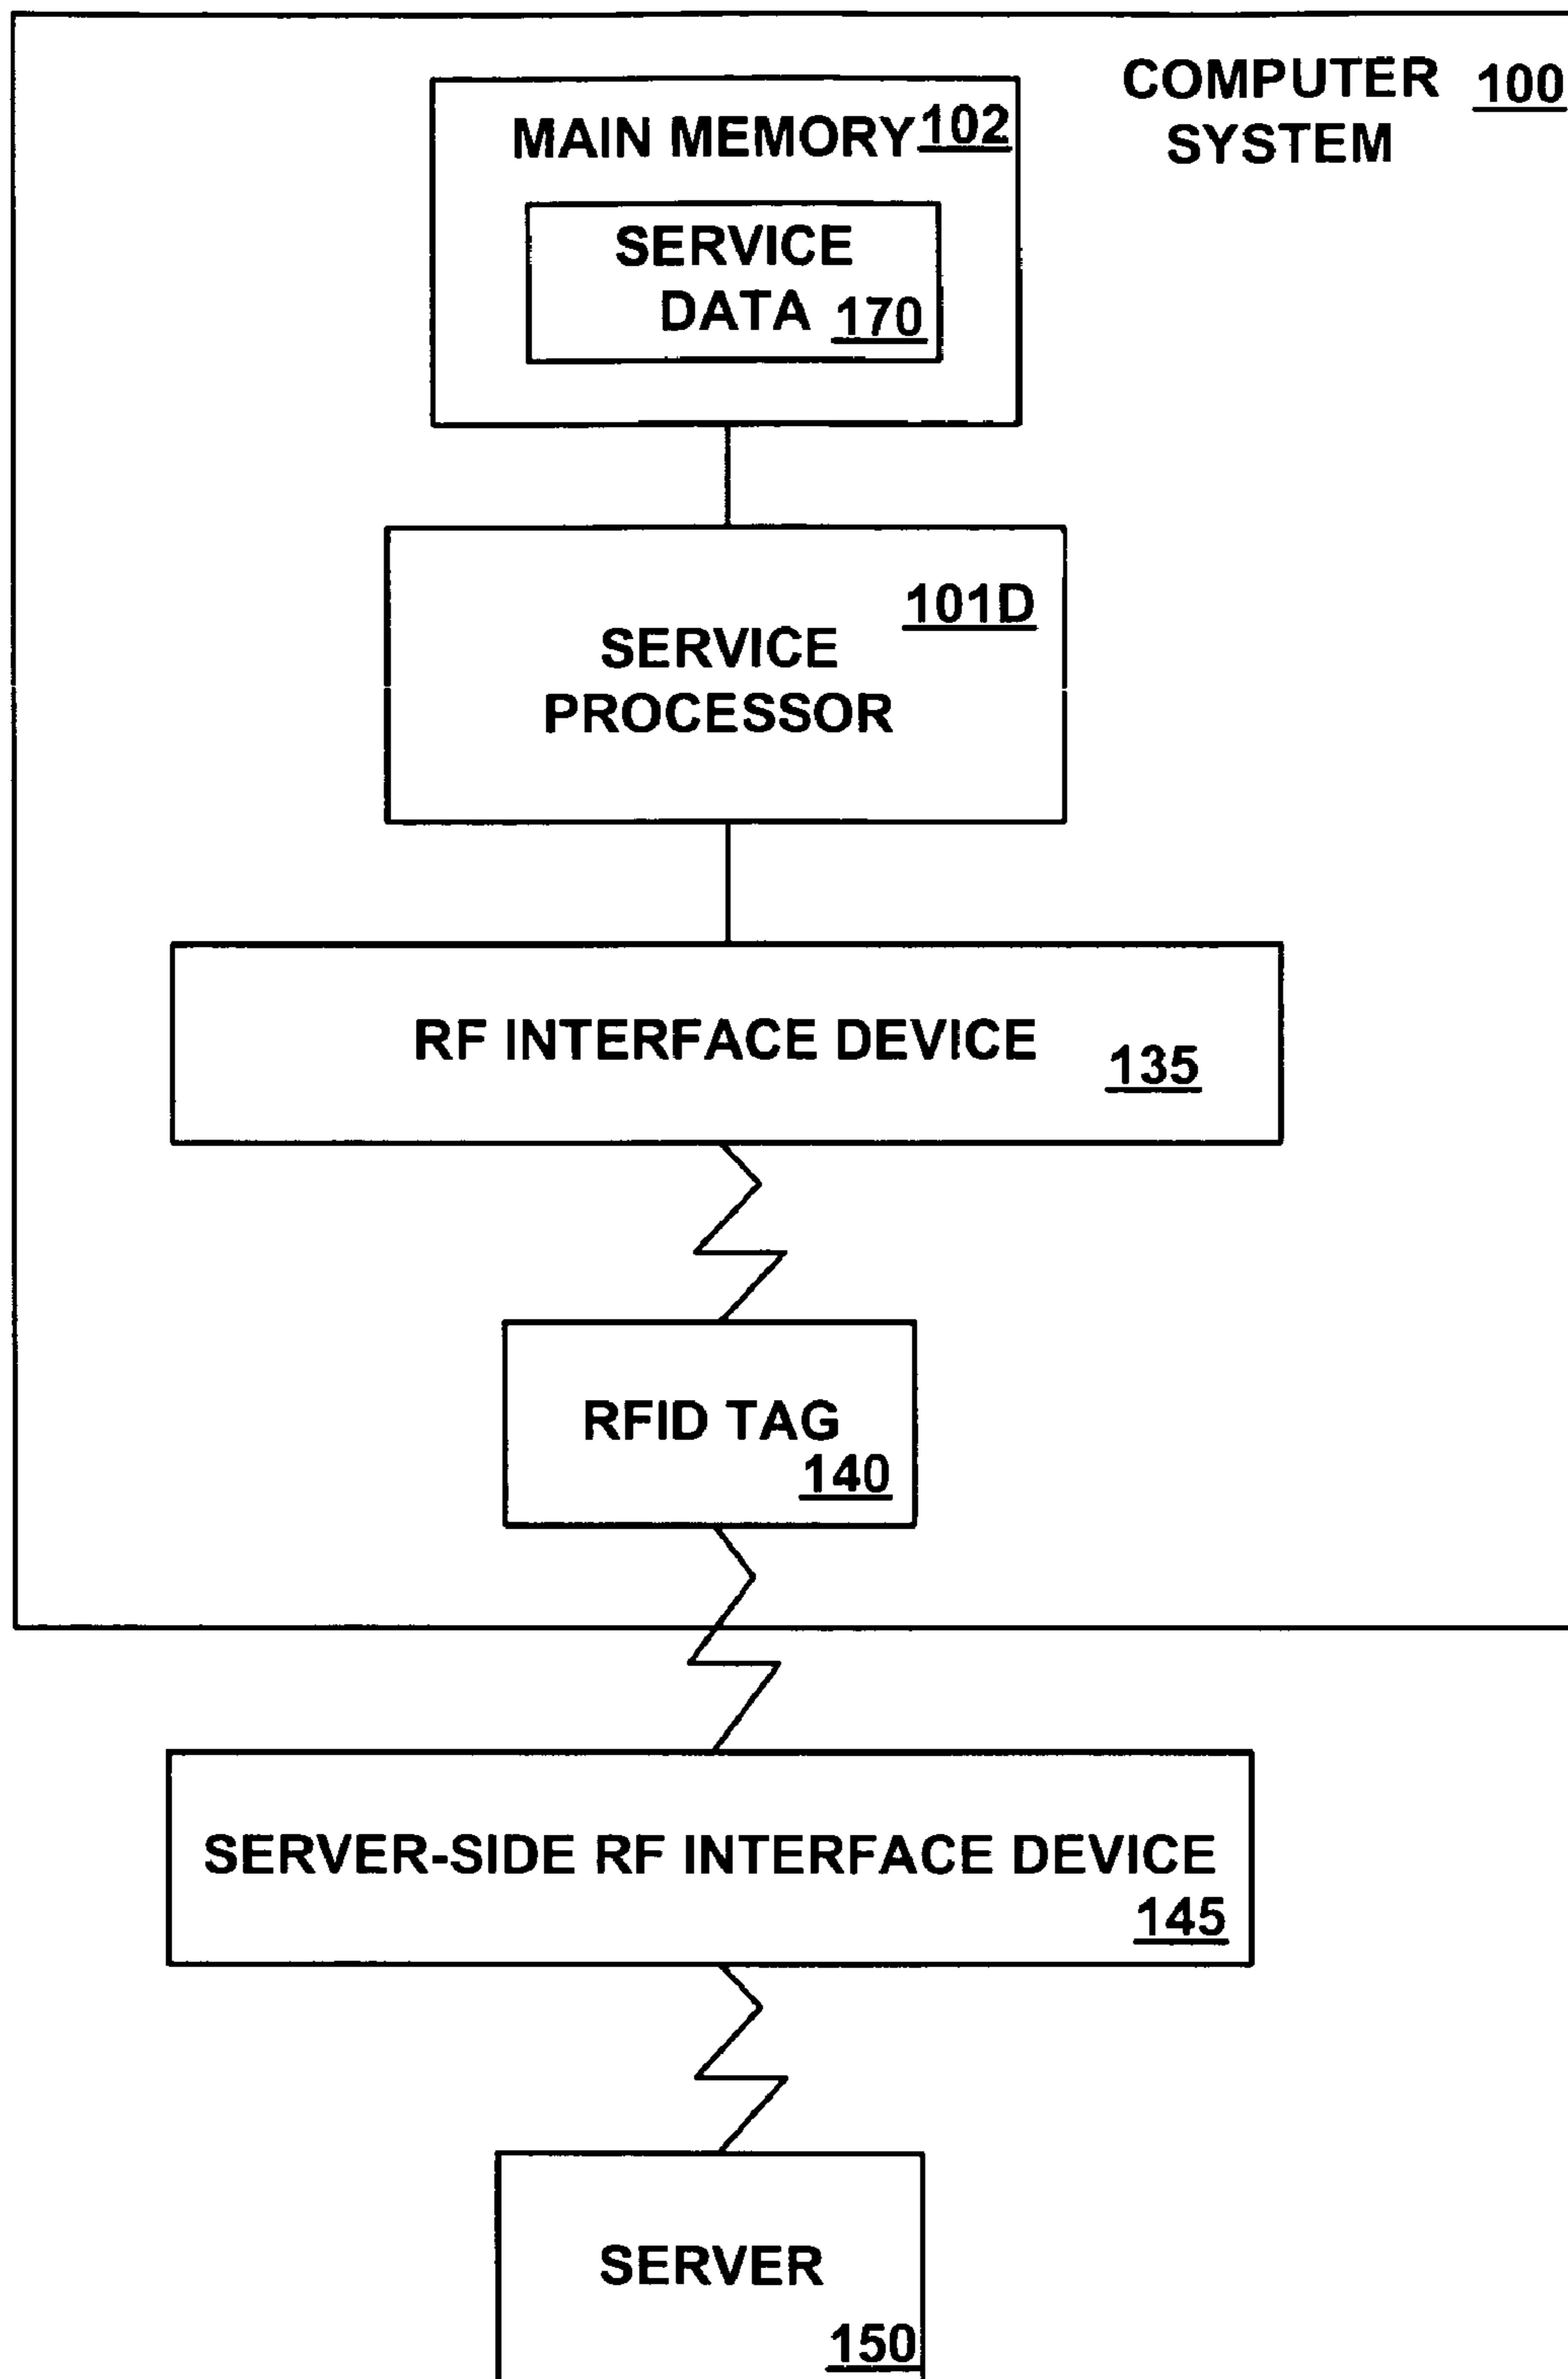 COMPUTER 100
SYSTEM
MAIN MEMORY 102
SERVICE
DATA 170
101D
SERVICE
PROCESSOR
RF INTERFACE DEVICE 135
RFID TAG
140
SERVER-SIDE RF INTERFACE DEVICE
145
SERVER
150